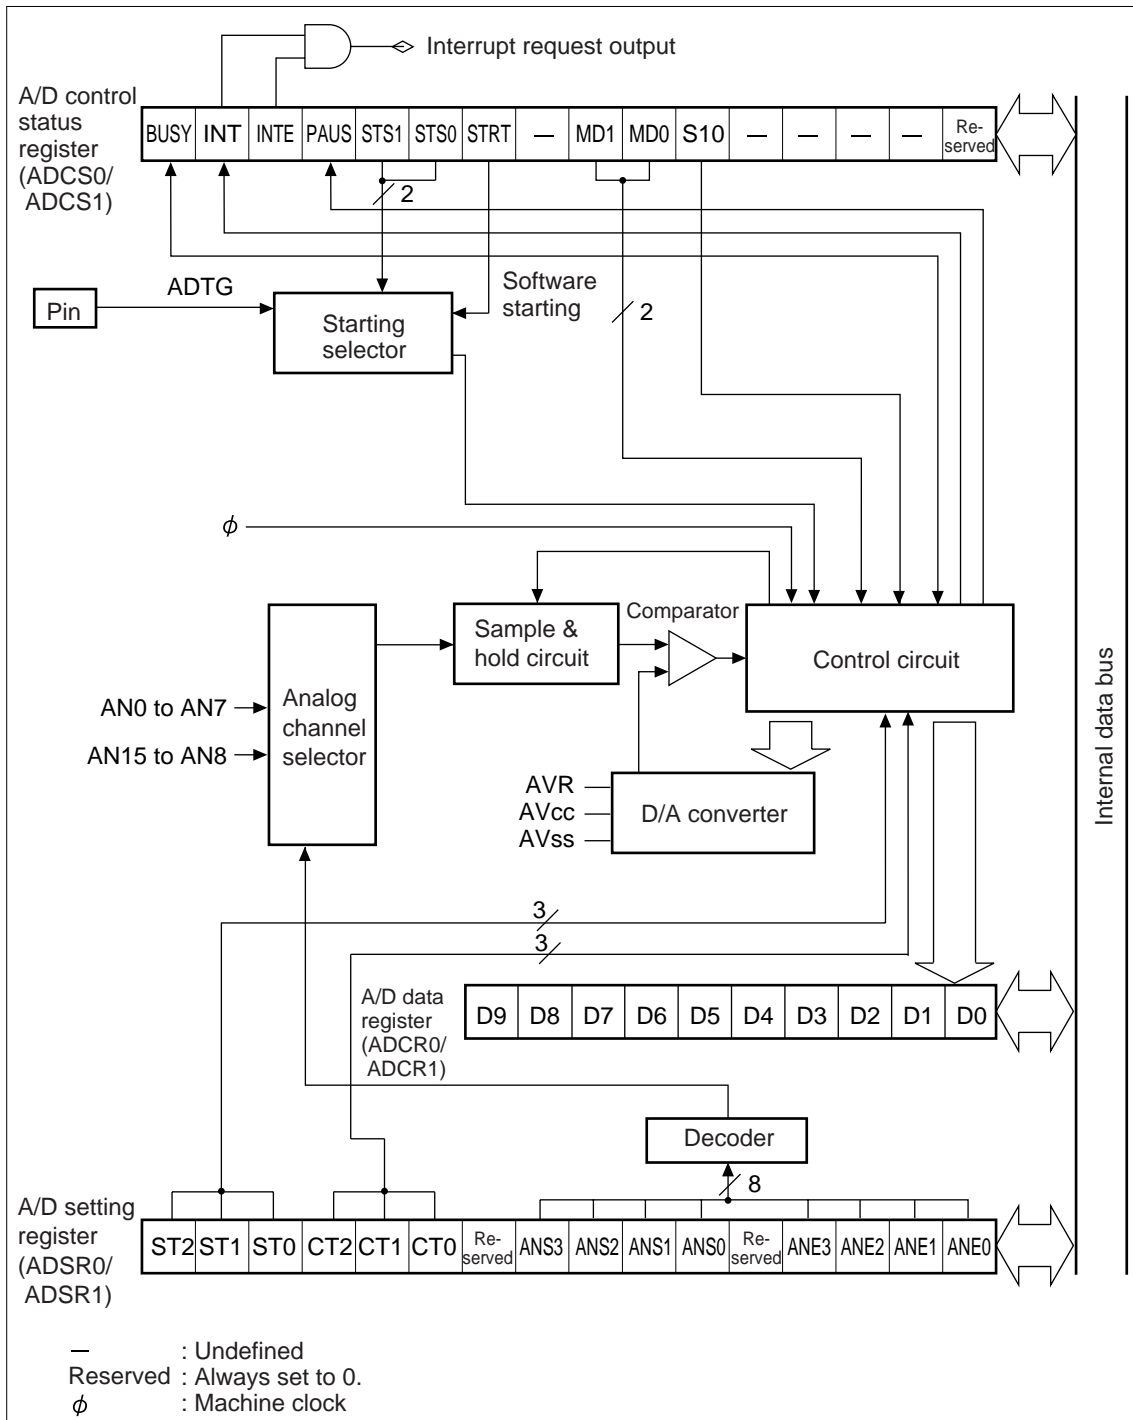 Interrupt request output
A/D control
status
register
(ADCS0/
ADCS1)
BUSY INT INTE PAUS STS1 STS0 STRT — MD1 MD0 S10 — — — — Re-
served
2
ADTG
Pin
Software
starting
2
Starting
selector
ϕ
Comparator
Sample &
hold circuit
Control circuit
Analog
channel
selector
AN0 to AN7
AN15 to AN8
AVR
AVcc
AVss
D/A converter
Internal data bus
3
3
A/D data
register
(ADCR0/
ADCR1)
D9 D8 D7 D6 D5 D4 D3 D2 D1 D0
Decoder
8
A/D setting
register
(ADSR0/
ADSR1)
ST2 ST1 ST0 CT2 CT1 CT0 Re-
served ANS3 ANS2 ANS1 ANS0 Re-
served ANE3 ANE2 ANE1 ANE0
— : Undefined
Reserved : Always set to 0.
ϕ : Machine clock